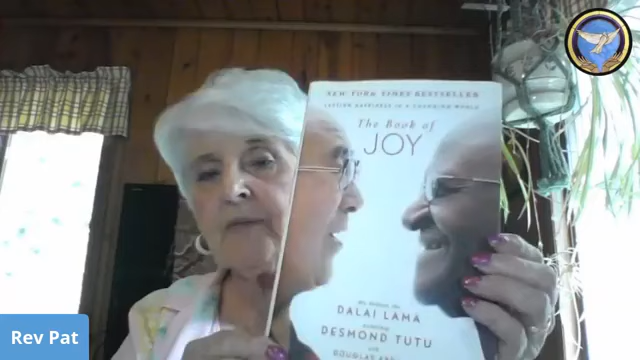 NEW YORK TIMES BESTSELLER
LASTING HAPPINESS IN A CHANGING WORLD
The Book of
JOY
DALAI LAMA
DESMOND TUTU
DOUGLAS
Rev Pat